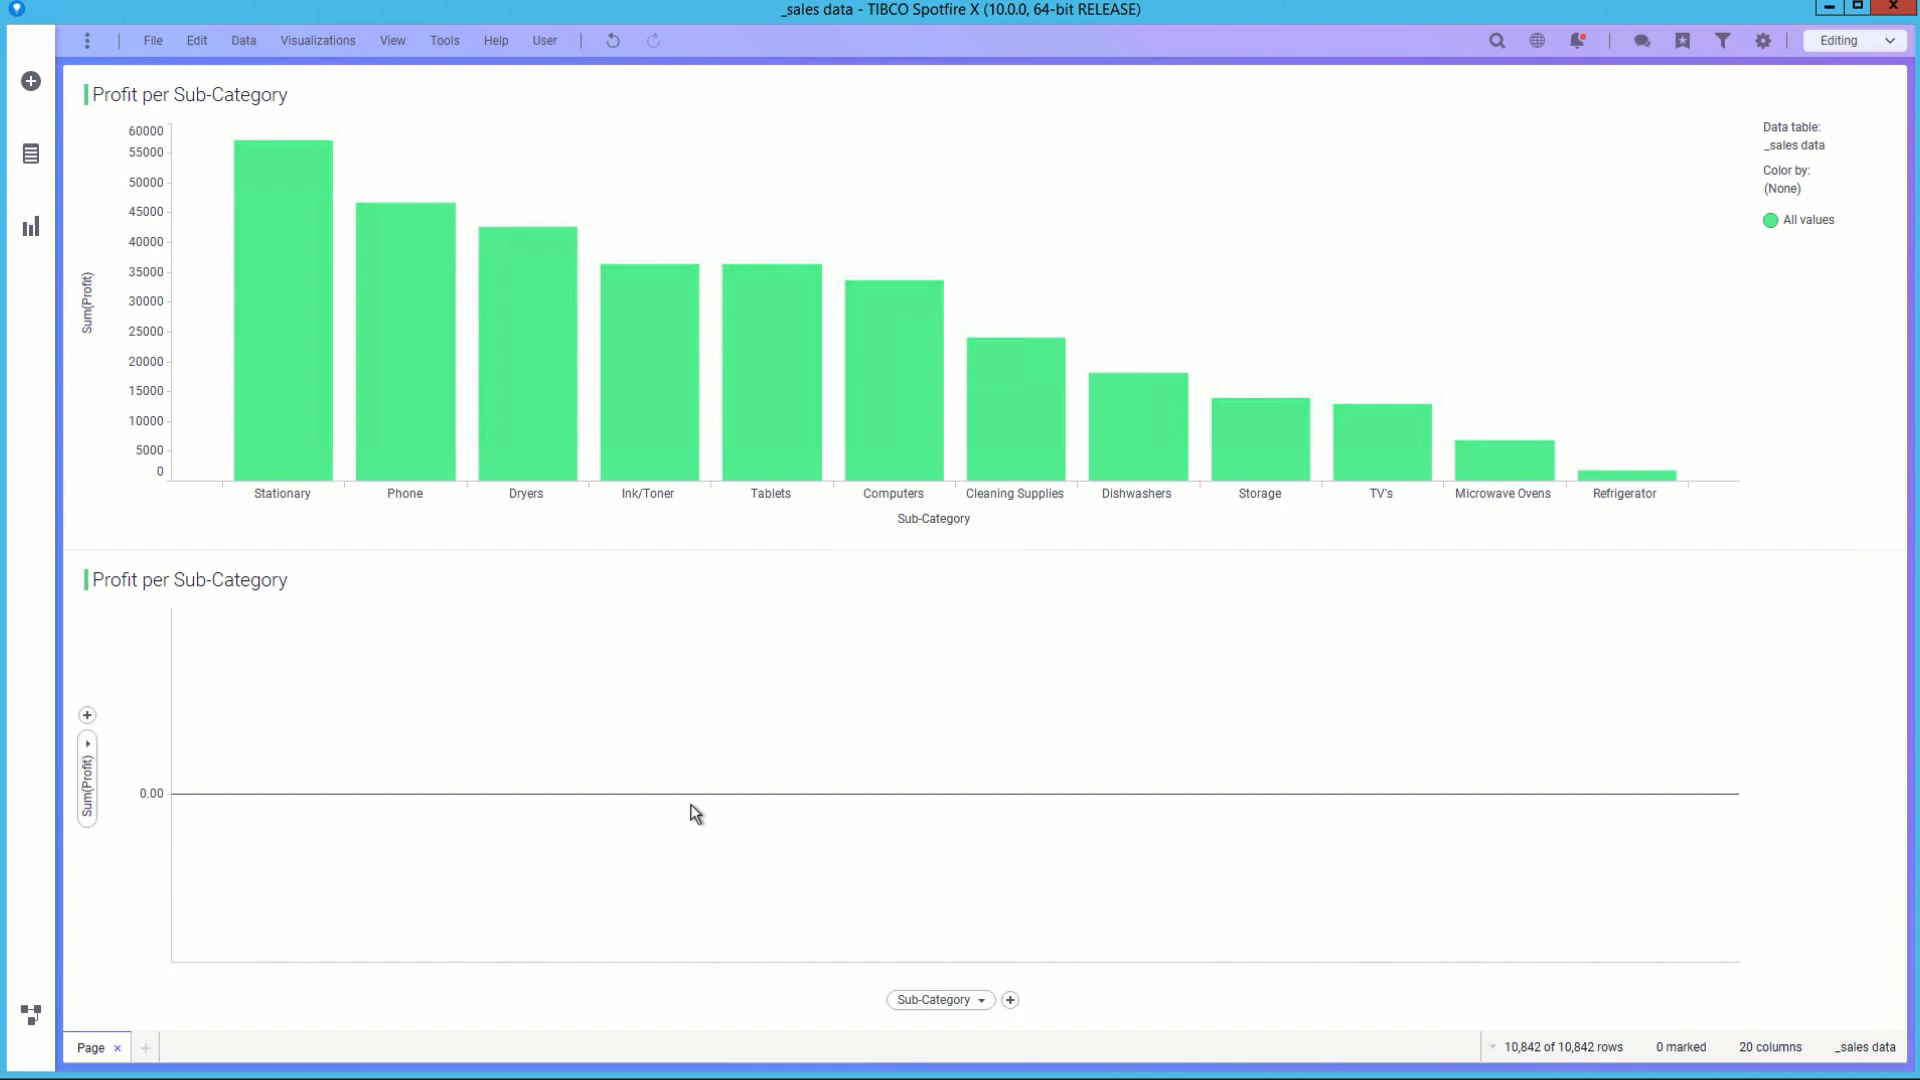 _sales data - TIBCO Spotfire X (10.0.0, 64-bit RELEASE)
File Edit Data Visualizations View Tools Help User Editing
Profit per Sub-Category
60000
55000
50000
45000
40000
35000
30000
25000
20000
15000
10000
5000
0
Sum(Profit)
Stationary Phone Dryers Ink/Toner Tablets Computers Cleaning Supplies Dishwashers Storage TV's Microwave Ovens Refrigerator
Sub-Category
Data table:
_sales data
Color by:
(None)
All values
Profit per Sub-Category
Sum(Profit)
0.00
Sub-Category
Page 10,842 of 10,842 rows 0 marked 20 columns _sales data